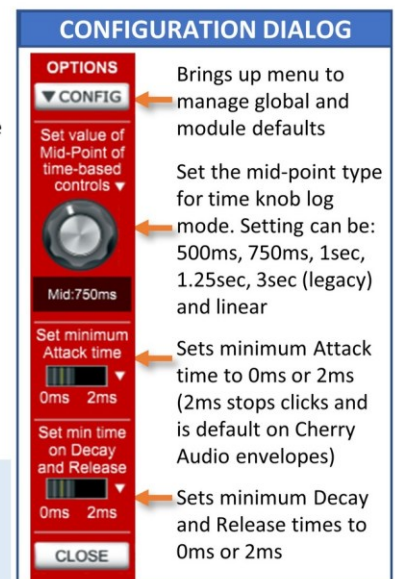 CONFIGURATION DIALOG
OPTIONS
▼ CONFIG
Set value of
Mid-Point of
time-based
controls ▼
Mid:750ms
Set minimum
Attack time
0ms 2ms
Set min time
on Decay
and Release
0ms 2ms
CLOSE
Brings up menu to
manage global and
module defaults
Set the mid-point type
for time knob log
mode. Setting can be:
500ms, 750ms, 1sec,
1.25sec, 3sec (legacy)
and linear
Sets minimum Attack
time to 0ms or 2ms
(2ms stops clicks and
is default on Cherry
Audio envelopes)
Sets minimum Decay
and Release times to
0ms or 2ms